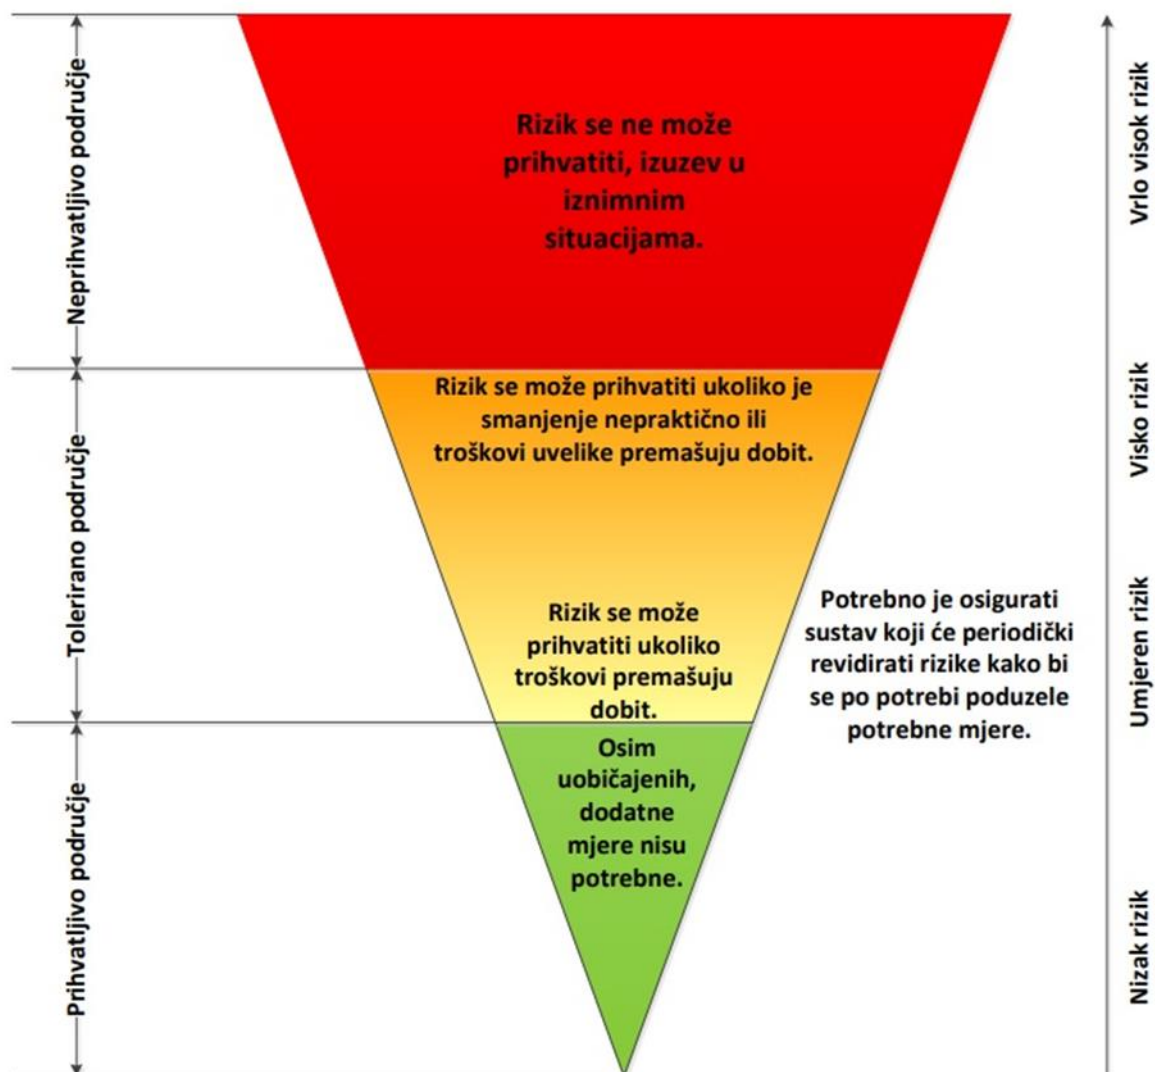 Neprihvatljivo područje
Rizik se ne može
prihvatiti, izuzev u
iznimnim
situacijama.
Vrlo visok rizik
Tolerirano područje
Rizik se može prihvatiti ukoliko je
smanjenje nepraktično ili
troškovi uvelike premašuju dobit.
Visko rizik
Rizik se može
prihvatiti ukoliko
troškovi premašuju
dobit.
Potrebno je osigurati
sustav koji će periodički
revidirati rizike kako bi
se po potrebi poduzele
potrebne mjere.
Umjeren rizik
Prihvatljivo područje
Osim
uobičajenih,
dodatne
mjere nisu
potrebne.
Nizak rizik